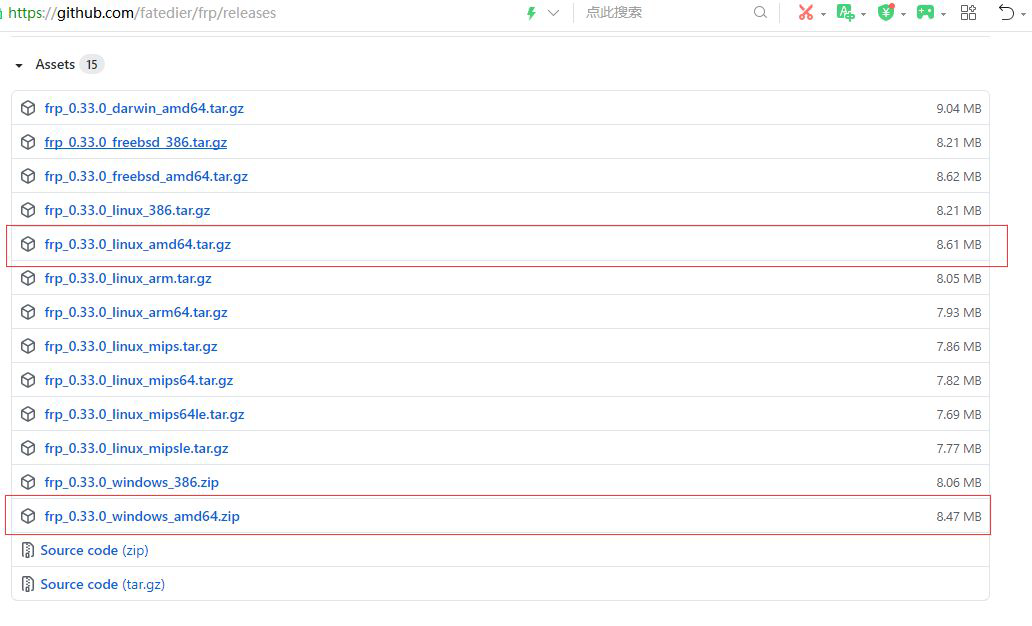 https://github.com/fatedier/frp/releases 点此搜索
Assets 15
frp_0.33.0_darwin_amd64.tar.gz 9.04 MB
frp_0.33.0_freebsd_386.tar.gz 8.21 MB
frp_0.33.0_freebsd_amd64.tar.gz 8.62 MB
frp_0.33.0_linux_386.tar.gz 8.21 MB
frp_0.33.0_linux_amd64.tar.gz 8.61 MB
frp_0.33.0_linux_arm.tar.gz 8.05 MB
frp_0.33.0_linux_arm64.tar.gz 7.93 MB
frp_0.33.0_linux_mips.tar.gz 7.86 MB
frp_0.33.0_linux_mips64.tar.gz 7.82 MB
frp_0.33.0_linux_mips64le.tar.gz 7.69 MB
frp_0.33.0_linux_mipsle.tar.gz 7.77 MB
frp_0.33.0_windows_386.zip 8.06 MB
frp_0.33.0_windows_amd64.zip 8.47 MB
Source code (zip)
Source code (tar.gz)